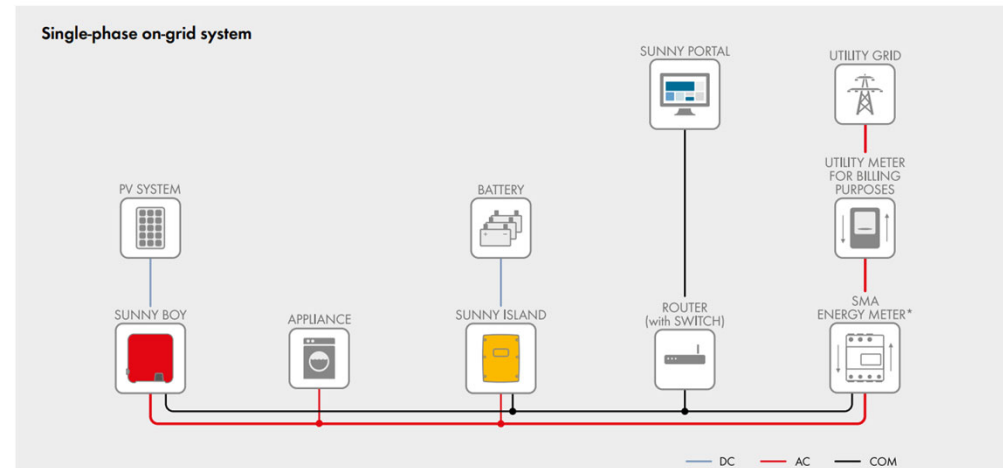 Single-phase on-grid system
SUNNY PORTAL
UTILITY GRID
UTILITY METER
FOR BILLING
PURPOSES
PV SYSTEM
BATTERY
SUNNY BOY
APPLIANCE
SUNNY ISLAND
ROUTER
(with SWITCH)
SMA
ENERGY METER*
DC
AC
COM